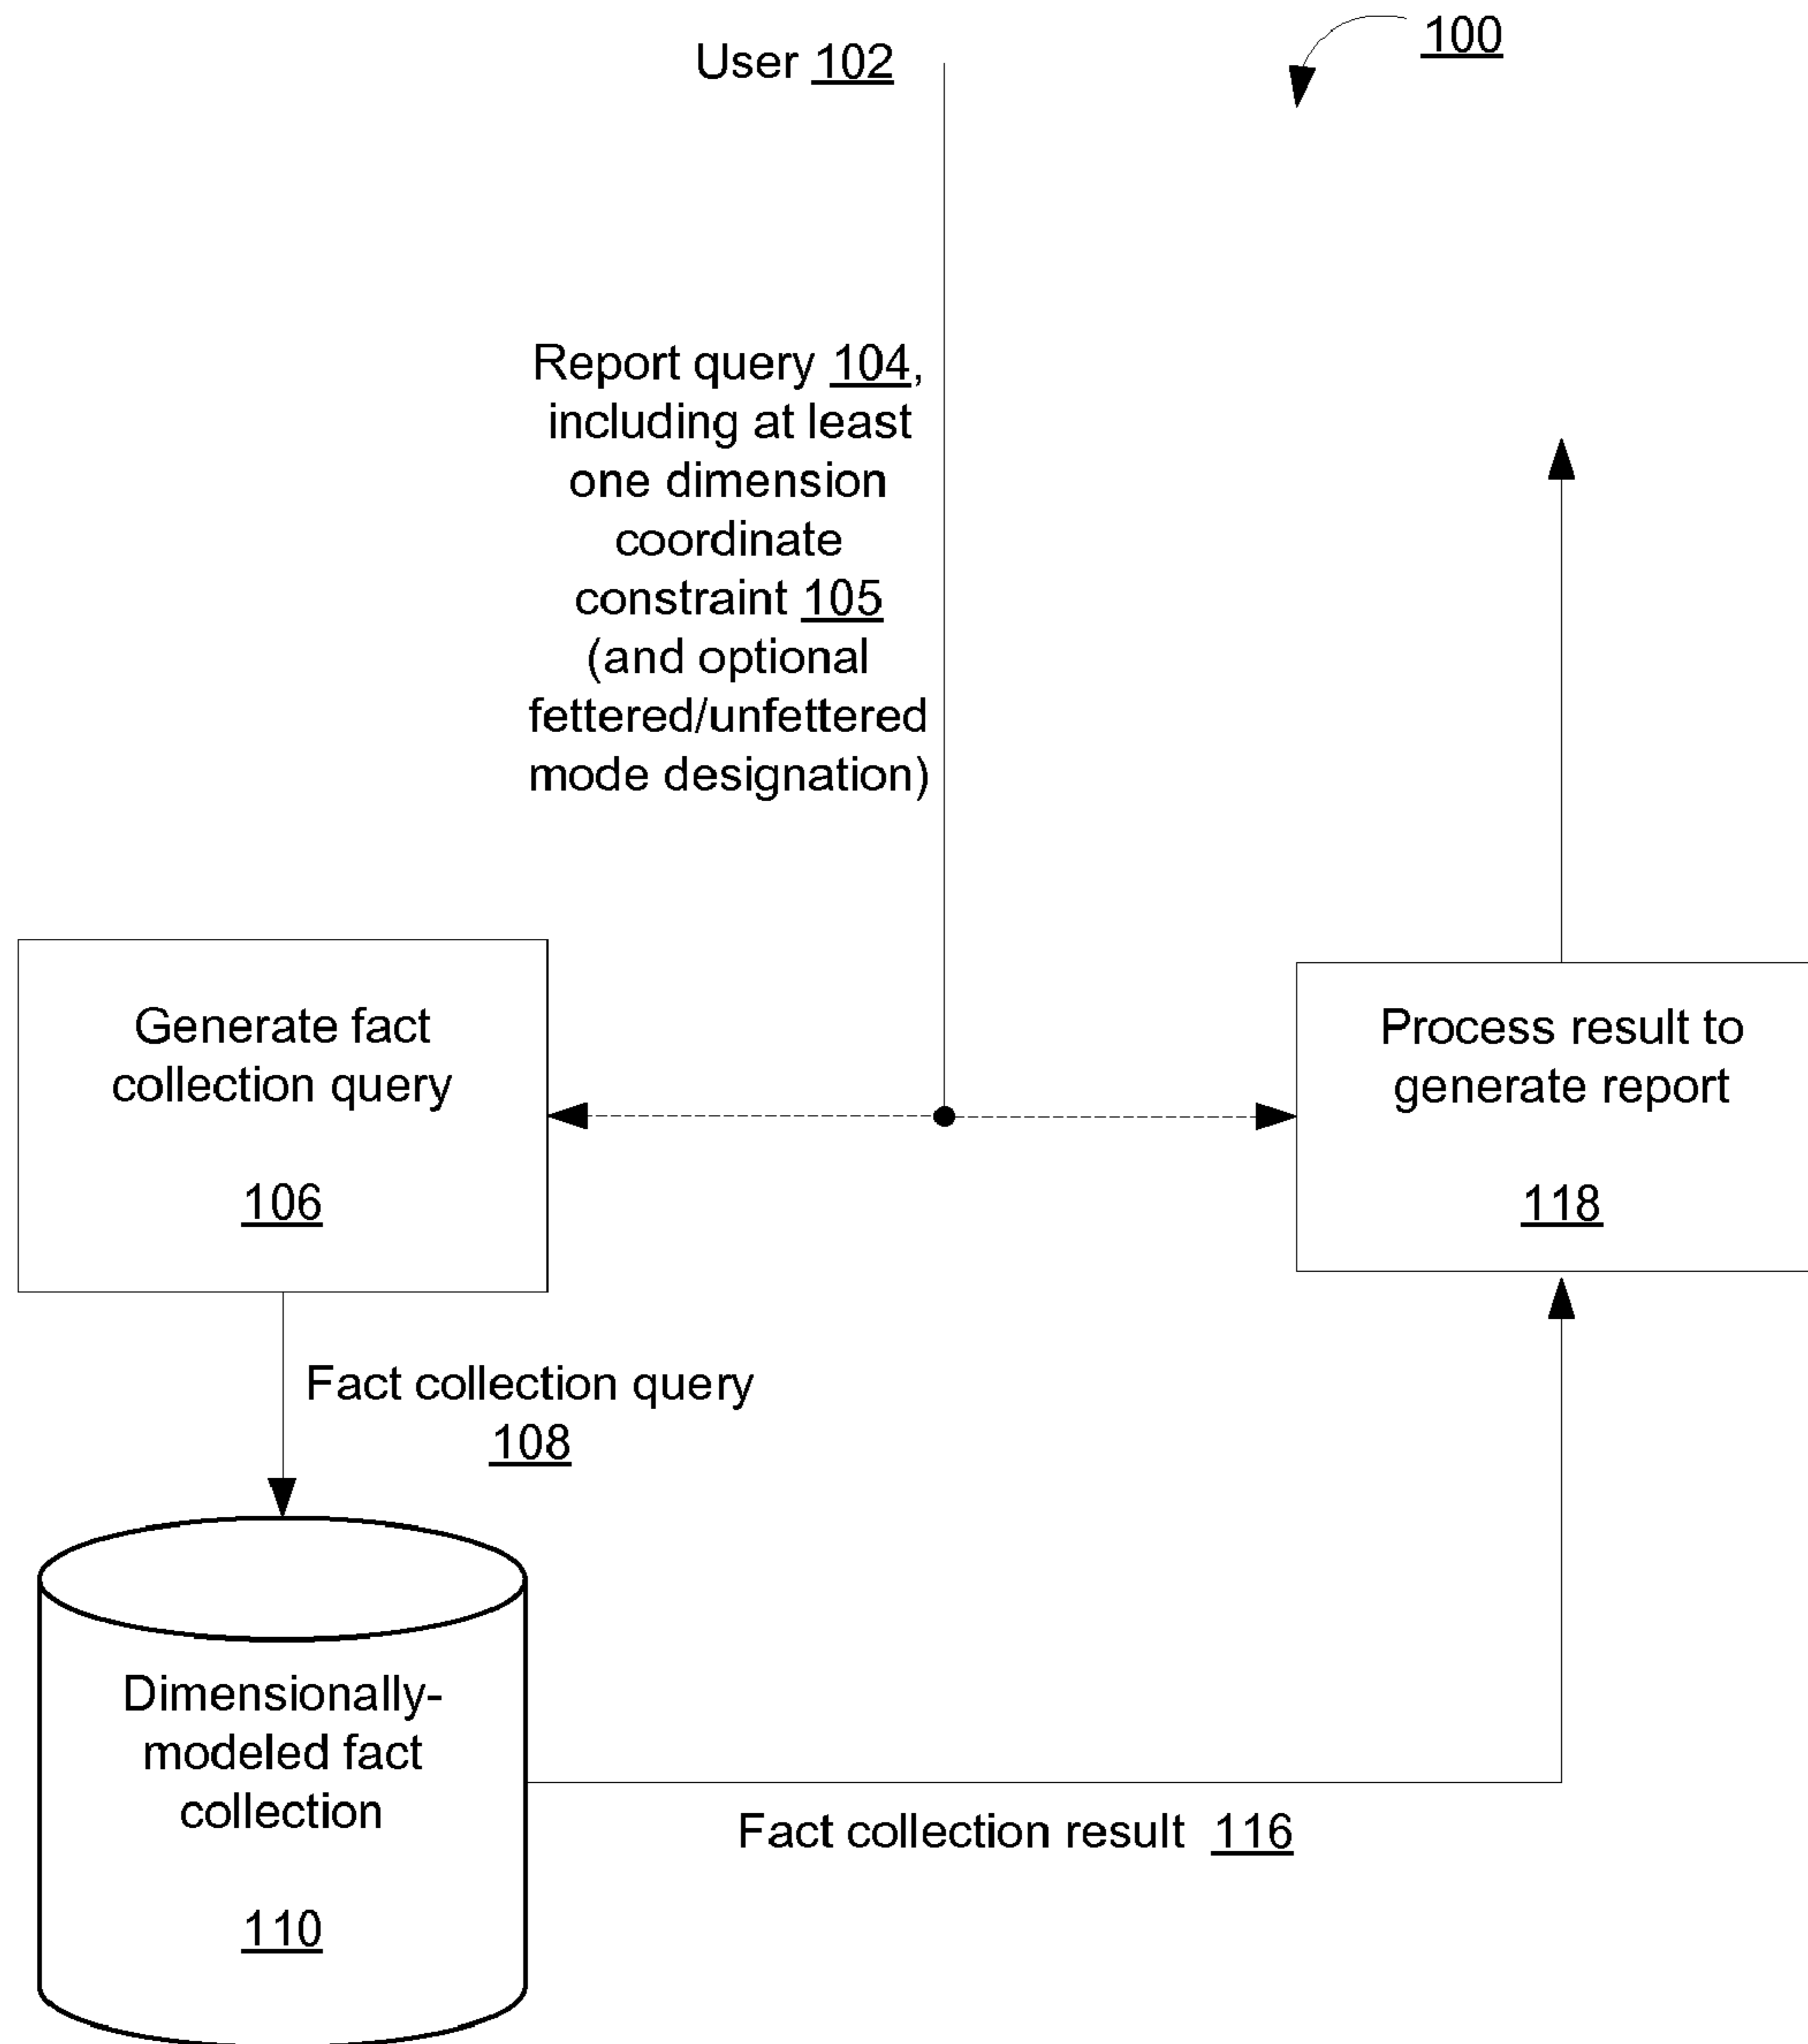 100
User 102
Report query 104,
including at least
one dimension
coordinate
constraint 105
(and optional
fettered/unfettered
mode designation)
Generate fact
collection query
106
Process result to
generate report
118
Fact collection query
108
Dimensionally-
modeled fact
collection
110
Fact collection result 116